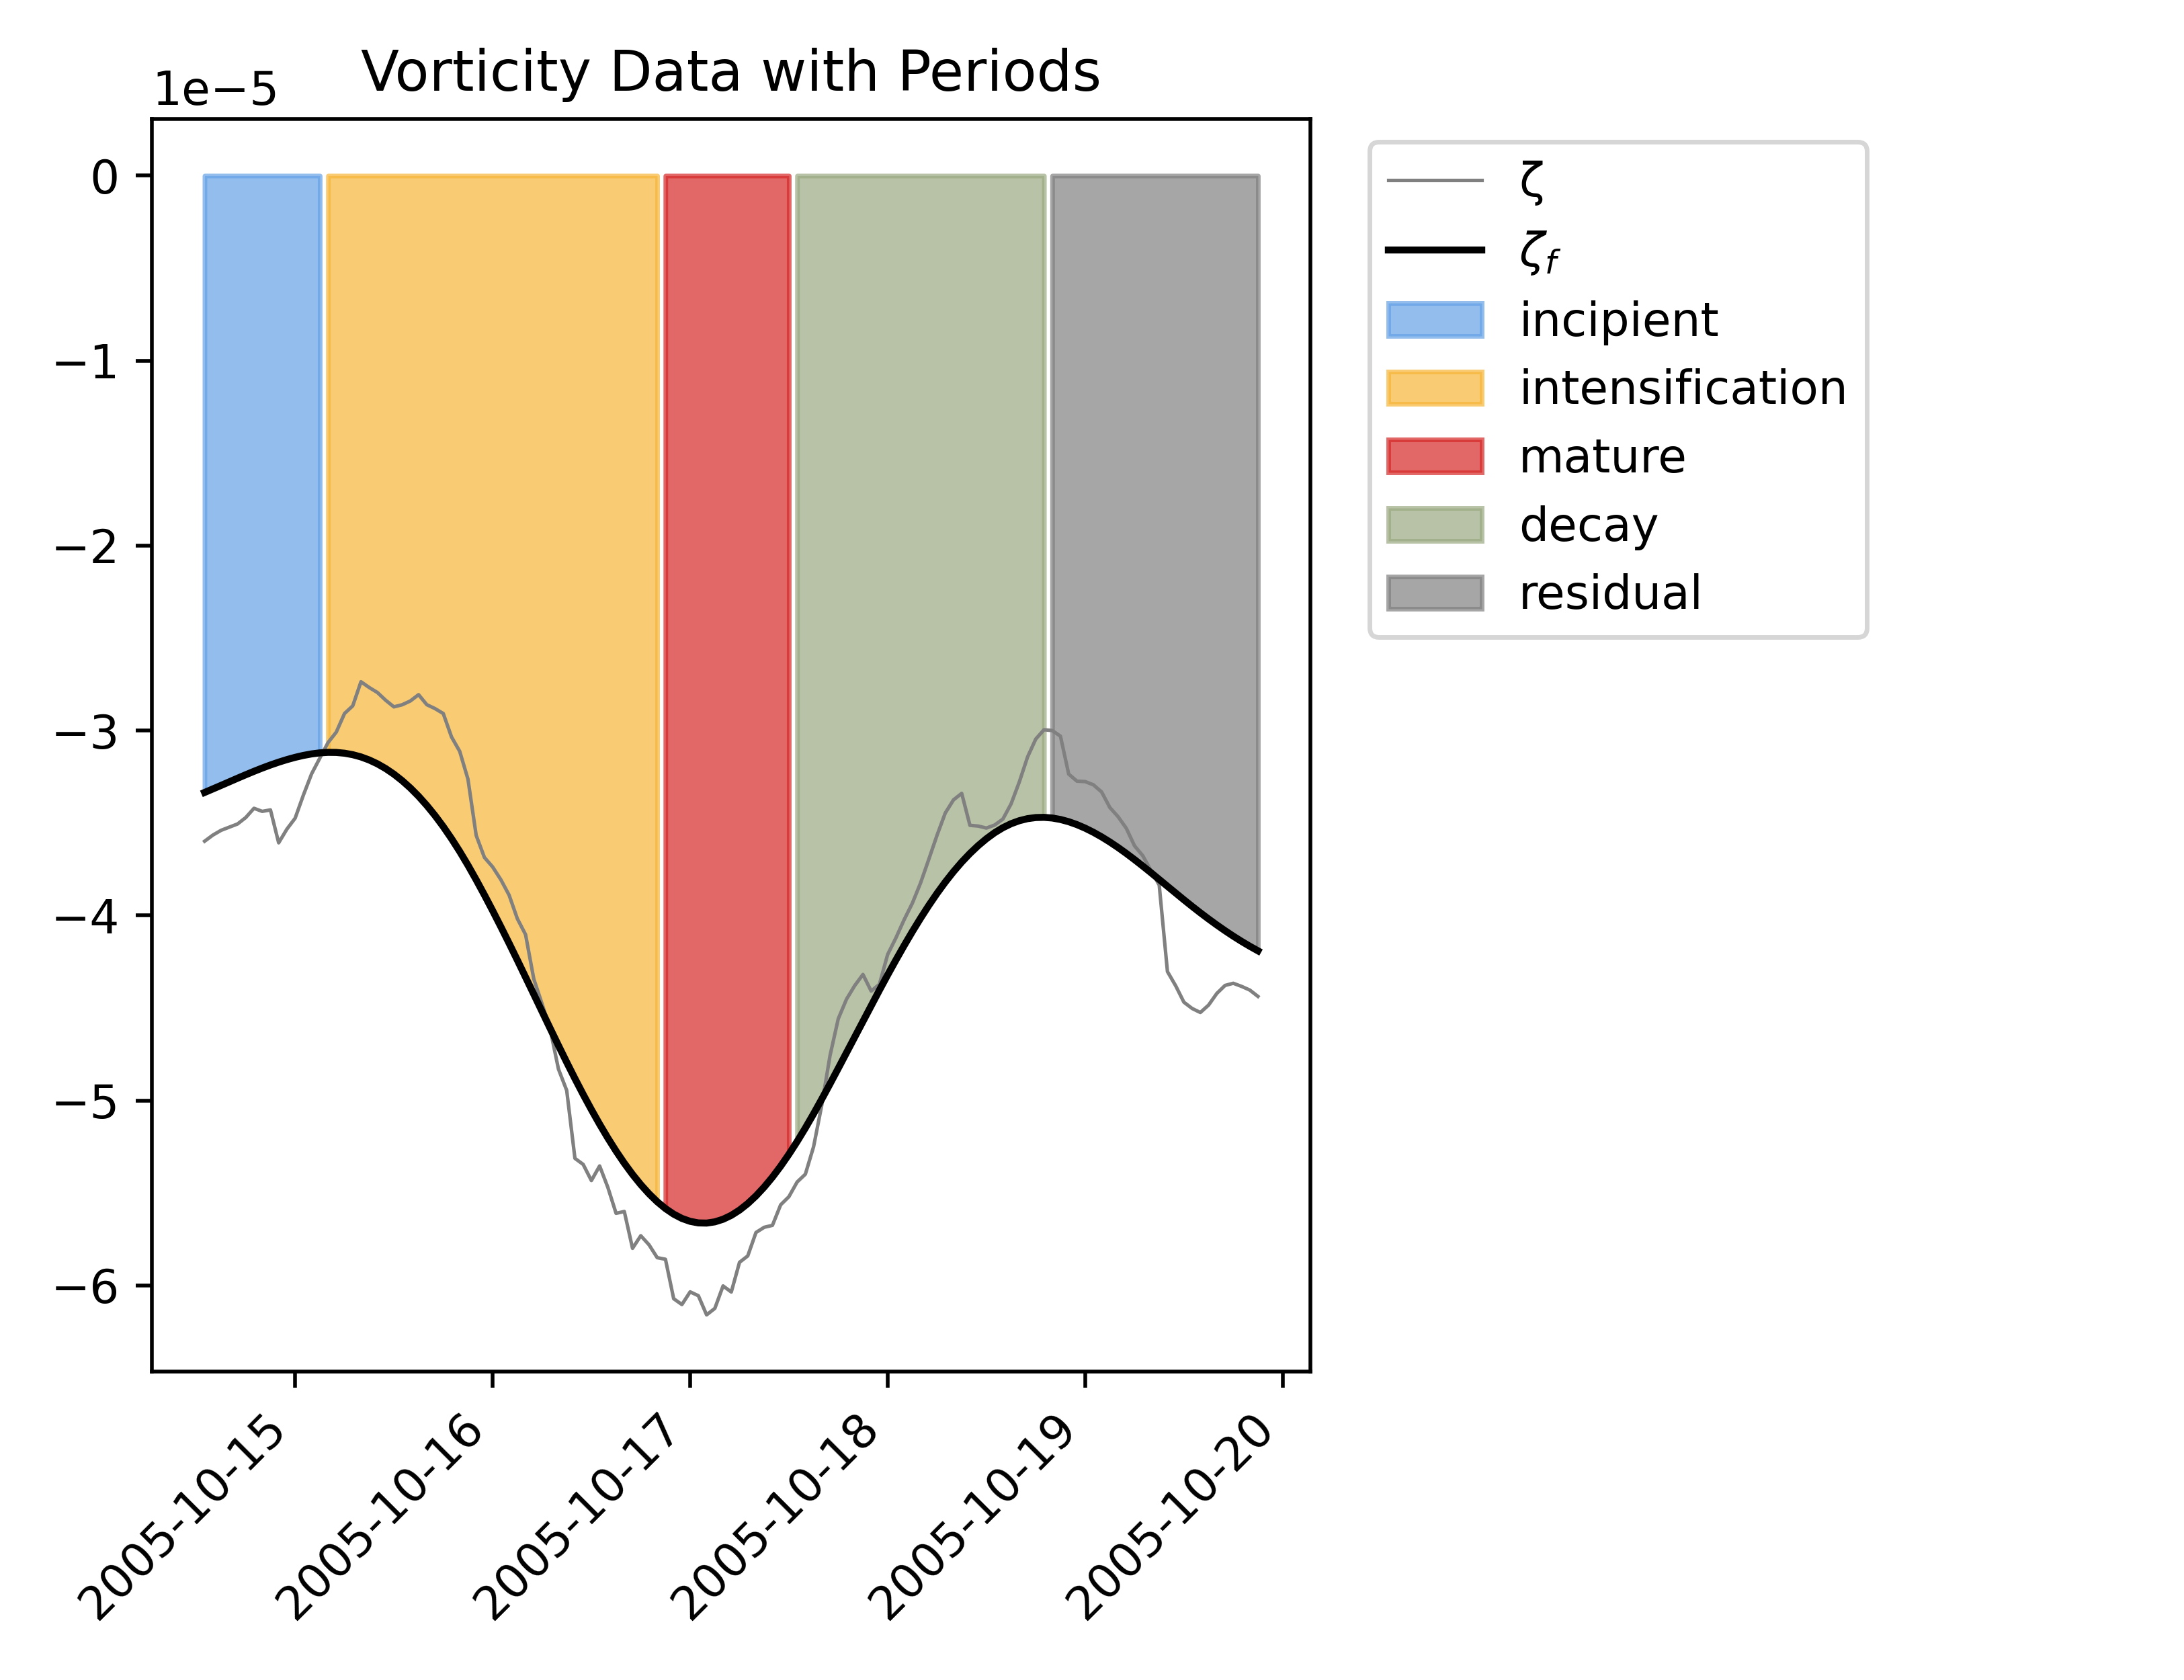 Vorticity Data with Periods
1e−5
0
−1
−2
−3
−4
−5
−6
2005-10-15
2005-10-16
2005-10-17
2005-10-18
2005-10-19
2005-10-20
ζ
ζf
incipient
intensification
mature
decay
residual